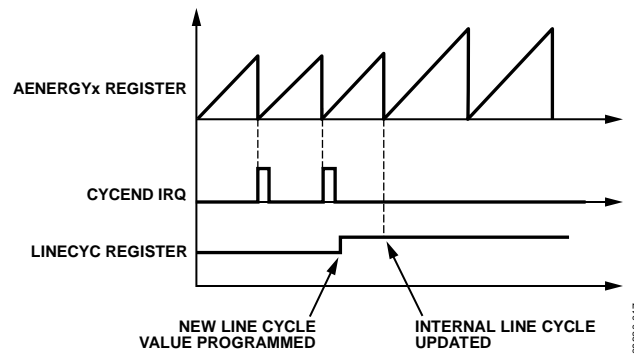 AENERGYx REGISTER
CYCEND IRQ
LINECYC REGISTER
NEW LINE CYCLE
VALUE PROGRAMMED
INTERNAL LINE CYCLE
UPDATED